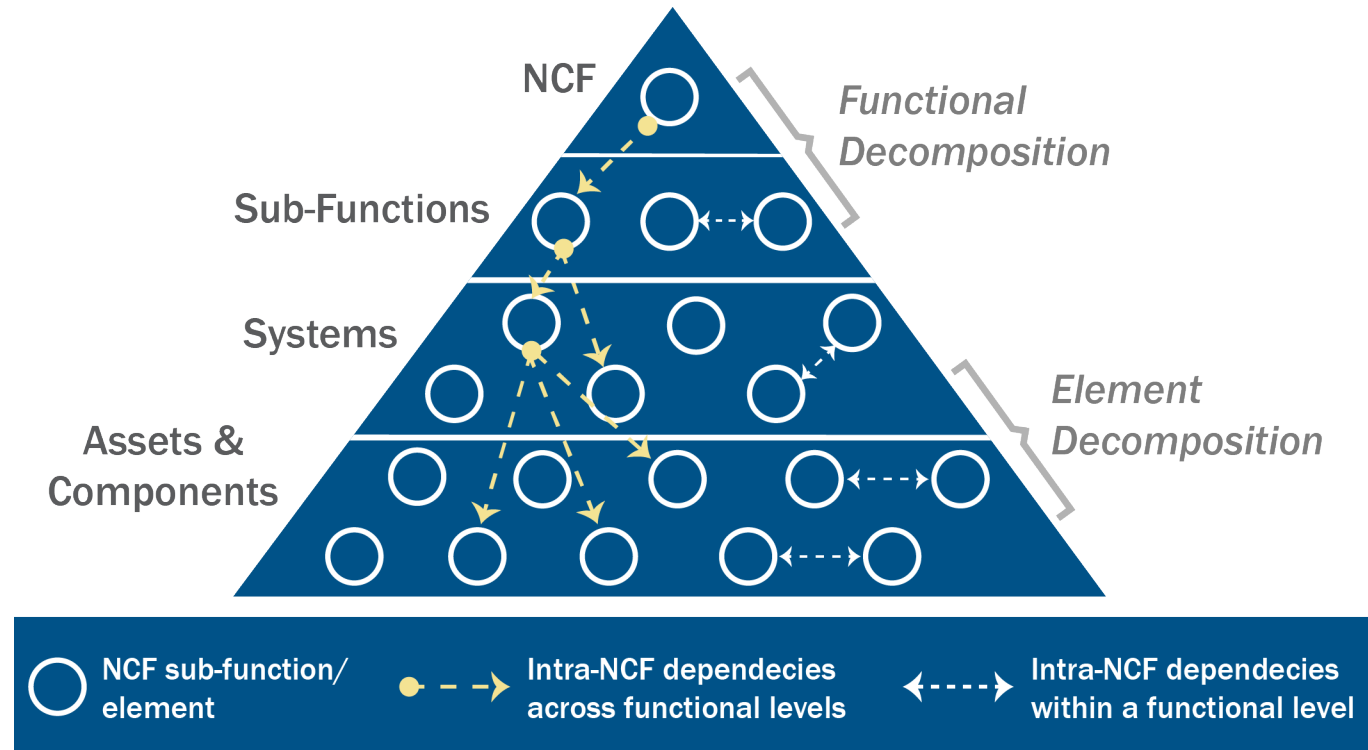 NCF
Functional
Decomposition
Sub-Functions
Systems
Element
Decomposition
Assets &
Components
NCF sub-function/
element
Intra-NCF dependecies
across functional levels
Intra-NCF dependecies
within a functional level